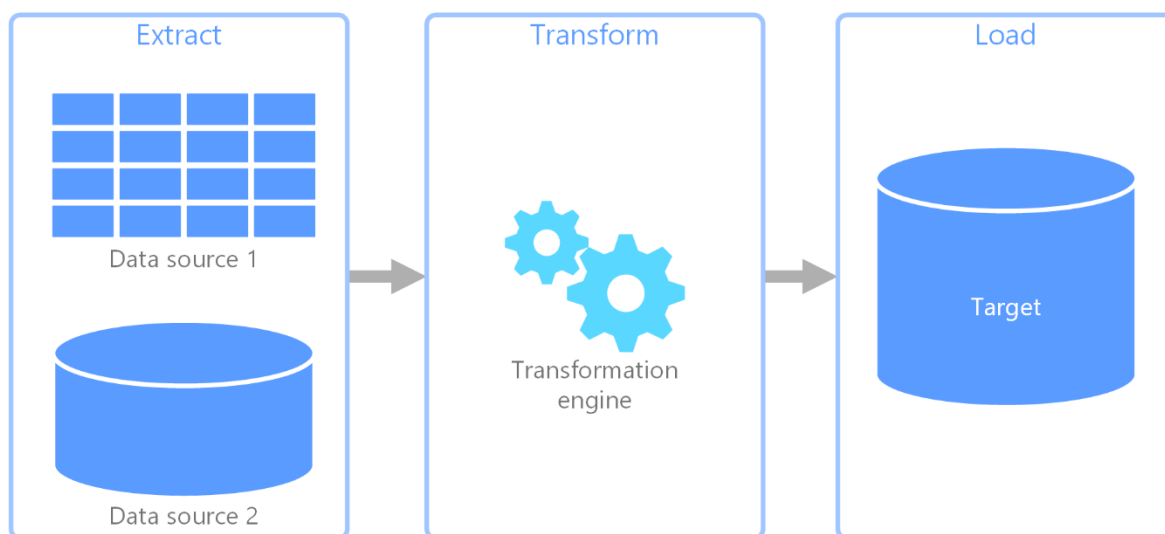 Extract
Data source 1
Data source 2
Transform
Transformation
engine
Load
Target